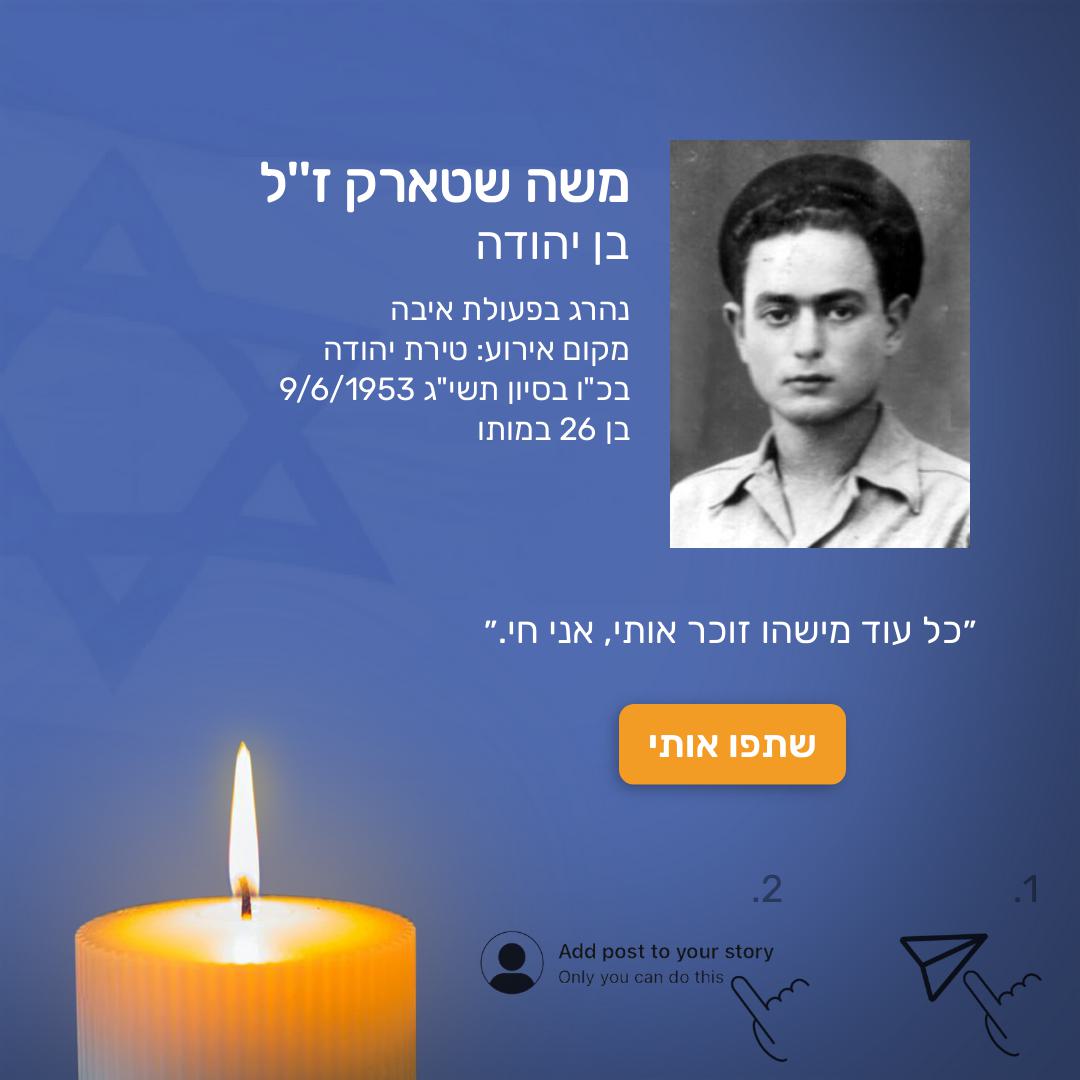 משה שטארק ז"ל
בן יהודה
נהרג בפעולת איבה
מקום אירוע: טירת יהודה
בכ"ו בסיון תשי"ג 9/6/1953
בן 26 במותו
״כל עוד מישהו זוכר אותי, אני חי.״
שתפו אותי
.1
.2
Add post to your story
Only you can do this